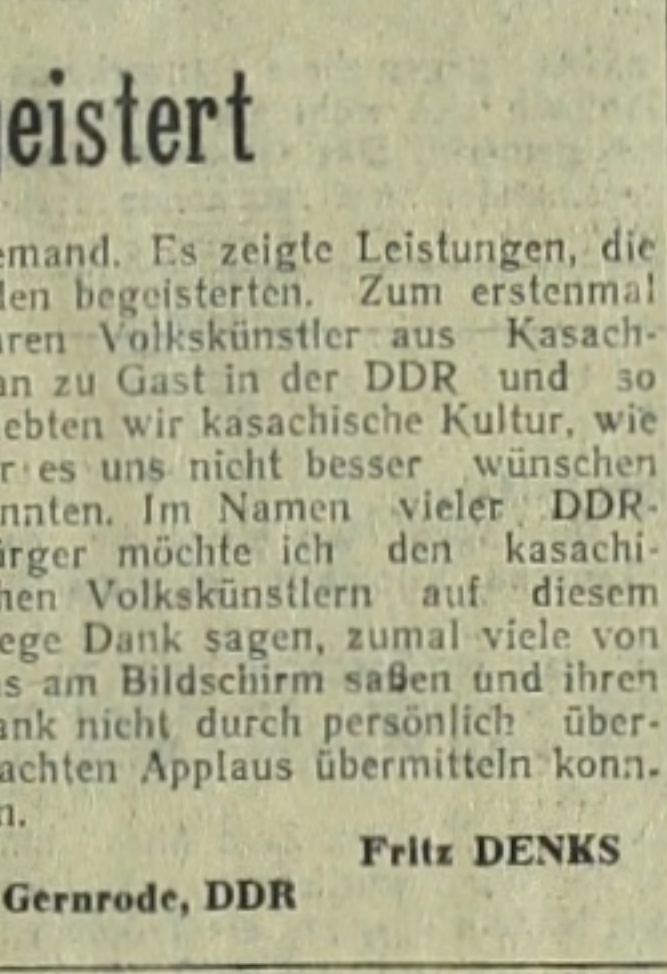 eistert
emand. Es zeigte Leistungen, die
len begeisterten. Zum erstenmal
ren Volkskünstler aus Kasach-
an zu Gast in der DDR und so
ebten wir kasachische Kultur, wie
r es uns nicht besser wünschen
nnten. Im Namen vieler DDR-
ürger möchte ich den kasachi-
hen Volkskünstlern auf diesem
ege Dank sagen, zumal viele von
s am Bildschirm saßen und ihren
ank nicht durch persönlich über-
achten Applaus übermitteln konn-
n.
Fritz DENKS
Gernrode, DDR